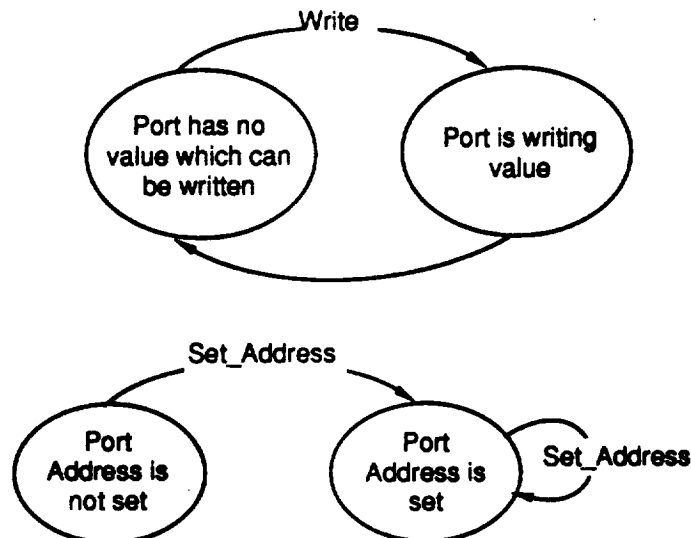 Write
Port has no
value which can
be written
Port is writing
value
Set_Address
Port
Address is
not set
Port
Address is
set
Set_Address